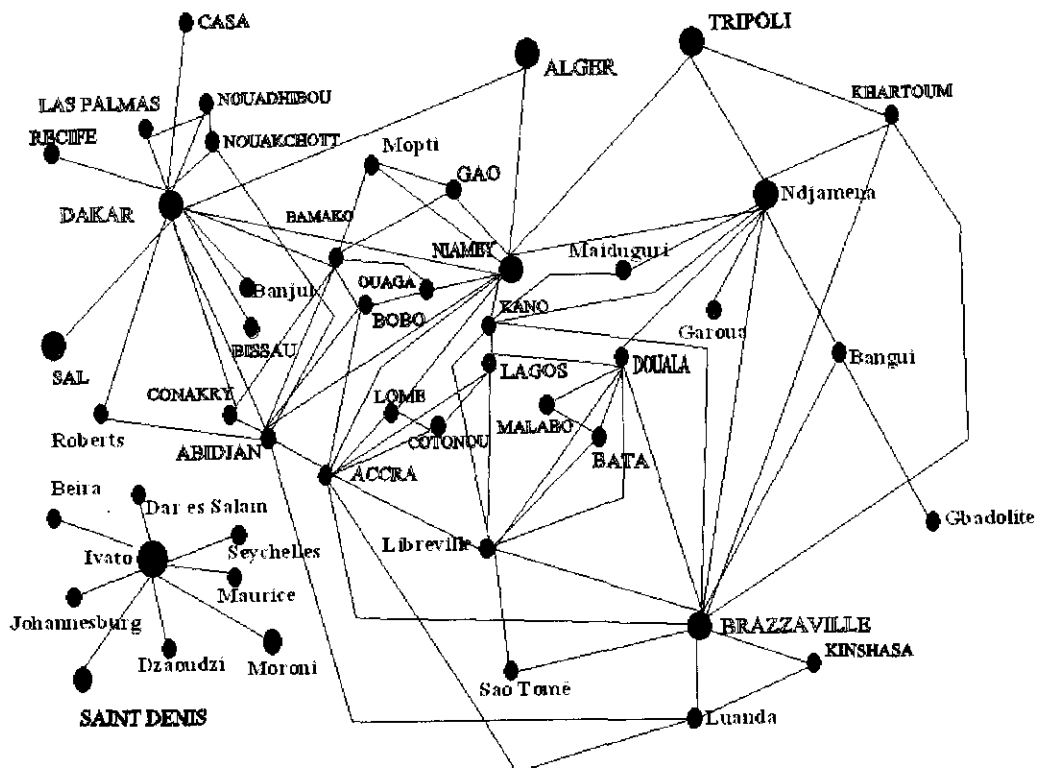 CASA
TRIPOLI
ALGER
LAS PALMAS
NOUADHIBOU
KHARTOUM
RECIFE
NOUAKCHOTT
Mopti
GAO
DAKAR
BAMAKO
Ndjamena
NIAMEY
Maiduguri
OUAGA
Banjul
KANO
BOBO
Garoua
BISSAU
Bangui
SAL
LAGOS
DOUALA
CONAKRY
LOME
MALABO
Roberts
ABIDJAN
COTONOU
BATA
ACCRA
Beira
Dar es Salam
Gbadolite
Ivato
Seychelles
Libreville
Maurice
Johannesburg
BRAZZAVILLE
Dzaoudzi
Moroni
KINSHASA
Sao Tomé
SAINT DENIS
Luanda